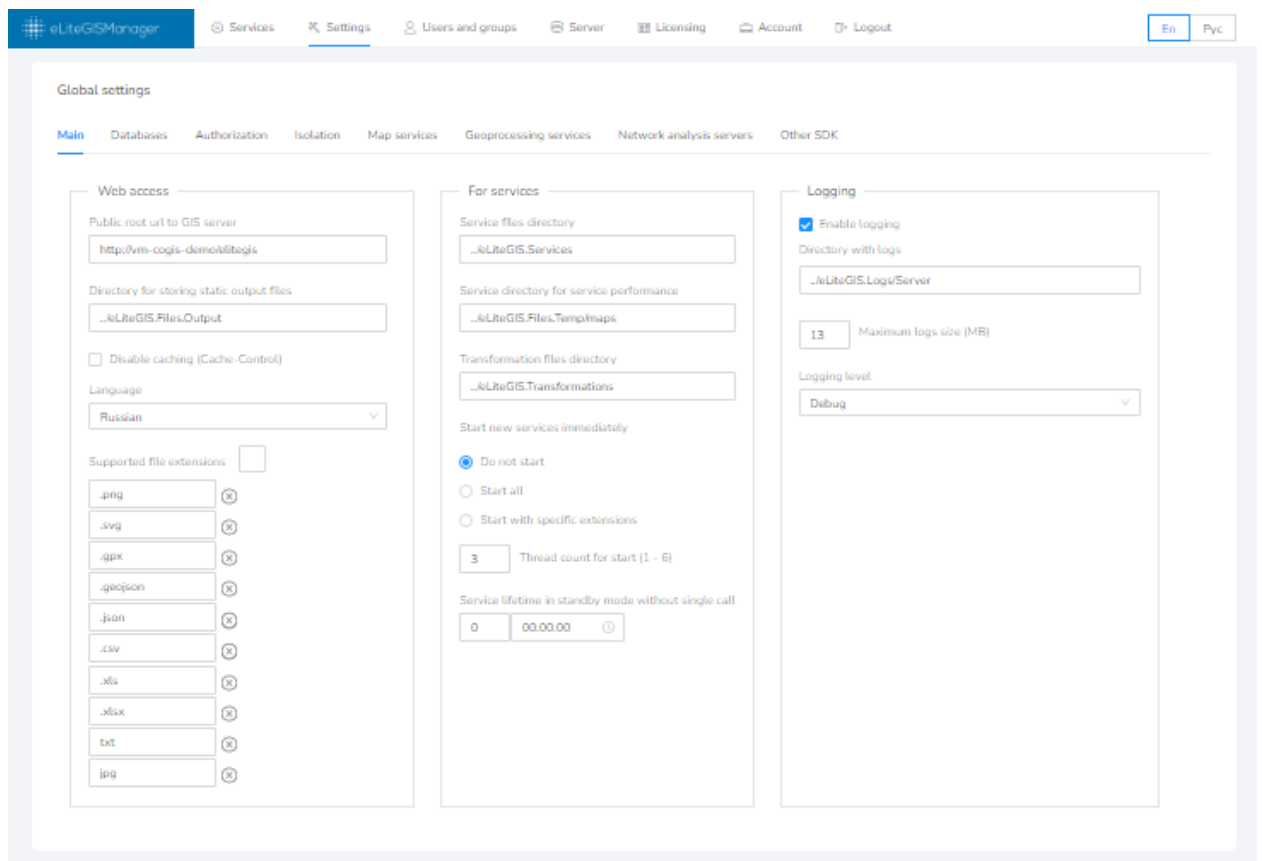 eLiteGISManager
Services
Settings
Users and groups
Server
Licensing
Account
Logout
En
Рус
Global settings
Main
Databases
Authorization
Isolation
Map services
Geoprocessing services
Network analysis servers
Other SDK
Web access
Public root url to GIS server
http://vm-cogis-demo/elitegis
Directory for storing static output files
../eLiteGIS.Files.Output
Disable caching (Cache-Control)
Language
Russian
Supported file extensions
.png
.svg
.gpx
.geojson
.json
.csv
.xls
.xlsx
txt
jpg
For services
Service files directory
../eLiteGIS.Services
Service directory for service performance
../eLiteGIS.Files.Temp/maps
Transformation files directory
../eLiteGIS.Transformations
Start new services immediately
Do not start
Start all
Start with specific extensions
3 Thread count for start (1 - 6)
Service lifetime in standby mode without single call
0 00.00.00
Logging
Enable logging
Directory with logs
../eLiteGIS.Logs/Server
13 Maximum logs size (MB)
Logging level
Debug